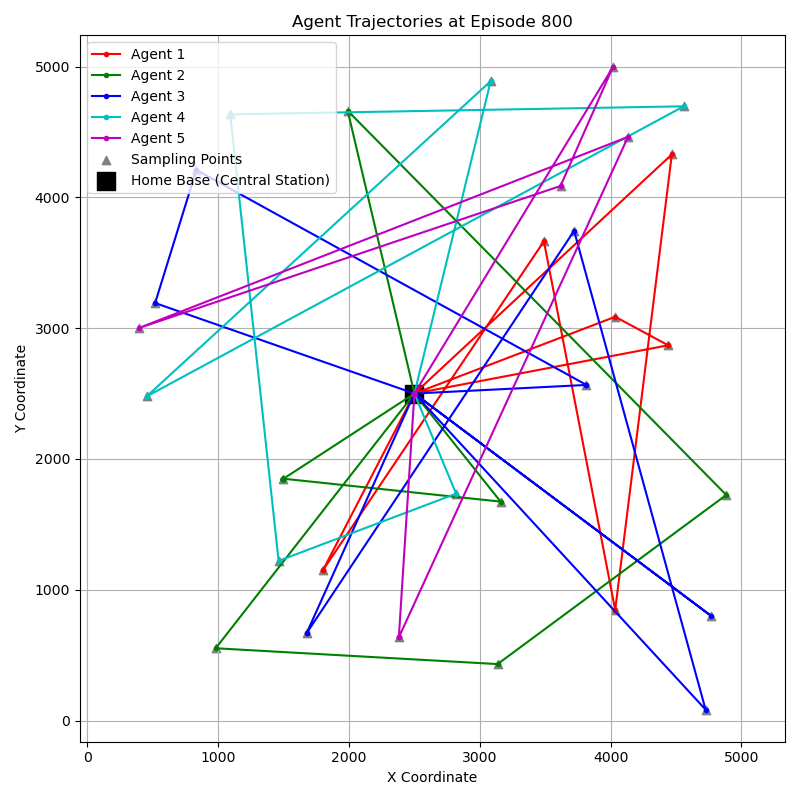 Agent Trajectories at Episode 800
Agent 1
Agent 2
Agent 3
Agent 4
Agent 5
Sampling Points
Home Base (Central Station)
5000
4000
3000
2000
1000
0
Y Coordinate
0 1000 2000 3000 4000 5000
X Coordinate